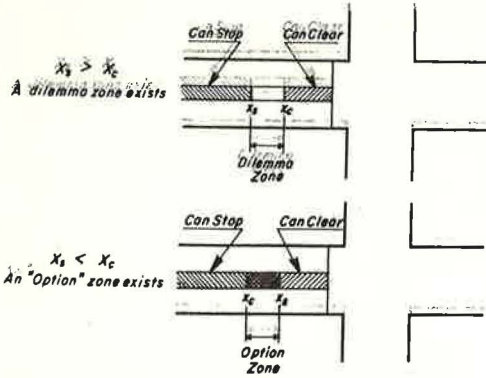 Can Stop Can Clear
Xs > Xc
A dilemma zone exists
Xs Xc
Dilemma
Zone
Can Stop Can Clear
Xs < Xc
An "Option" zone exists
Xc Xs
Option
Zone